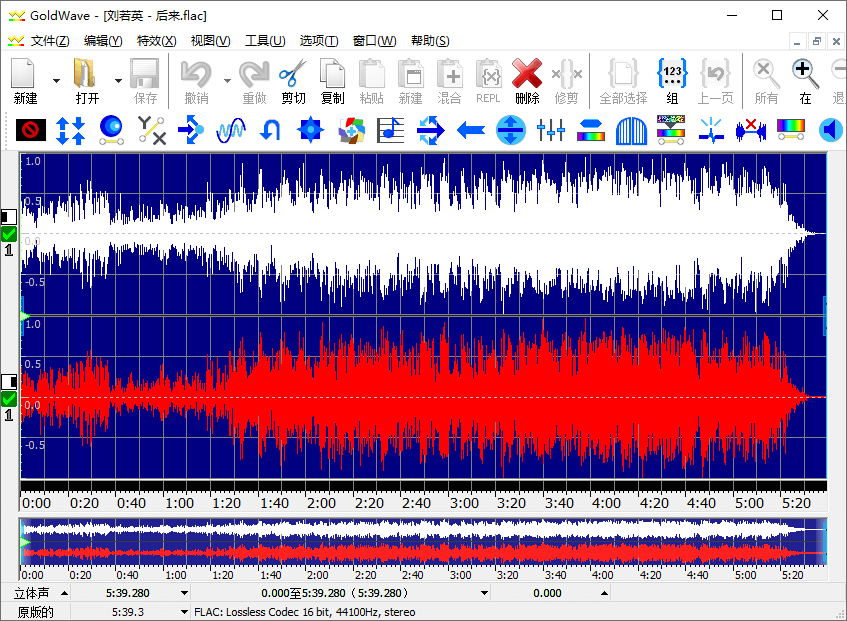 GoldWave - [刘若英 - 后来.flac]
文件(Z) 编辑(Y) 特效(X) 视图(V) 工具(U) 选项(T) 窗口(W) 帮助(S)
新建 打开 保存 撤销 重做 剪切 复制 粘贴 新建 混合 REPL 删除 修剪 全部选择 组 上一页 所有 在 退
1.0
0.5
0.0
-0.5
1
1.0
0.5
0.0
-0.5
1
0:00 0:20 0:40 1:00 1:20 1:40 2:00 2:20 2:40 3:00 3:20 3:40 4:00 4:20 4:40 5:00 5:20
0:00 0:20 0:40 1:00 1:20 1:40 2:00 2:20 2:40 3:00 3:20 3:40 4:00 4:20 4:40 5:00 5:20
立体声 5:39.280 0.000至5:39.280 (5:39.280) 0.000
原版的 5:39.3 FLAC: Lossless Codec 16 bit, 44100Hz, stereo